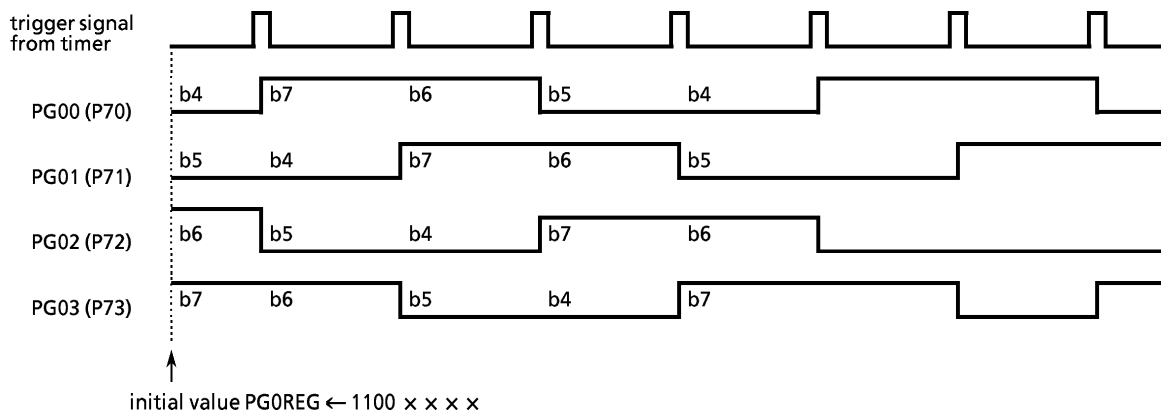 trigger signal
from timer
PG00 (P70)
b4 b7 b6 b5 b4
PG01 (P71)
b5 b4 b7 b6 b5
PG02 (P72)
b6 b5 b4 b7 b6
PG03 (P73)
b7 b6 b5 b4 b7
initial value PG0REG ← 1100 × × × ×